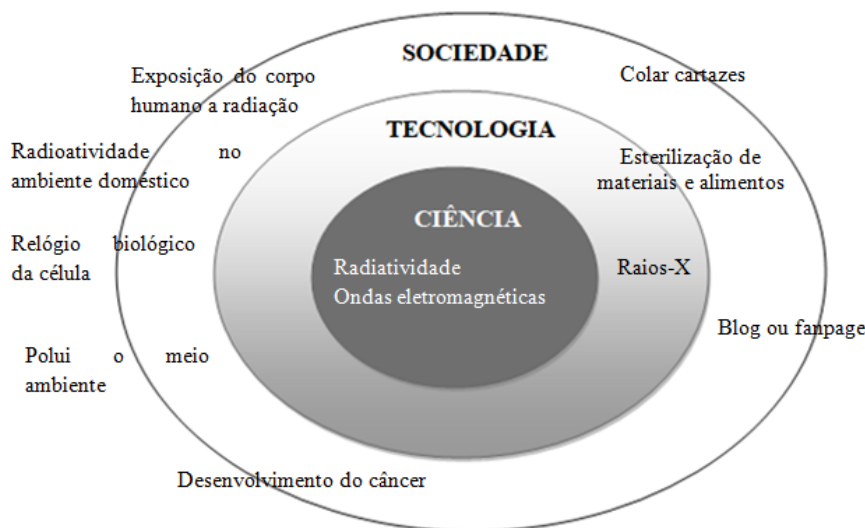 SOCIEDADE
Exposição do corpo
humano a radiação
Colar cartazes
TECNOLOGIA
Radioatividade no
ambiente doméstico
Esterilização de
materiais e alimentos
CIÊNCIA
Relógio biológico
da célula
Radiatividade
Ondas eletromagnéticas
Raios-X
Blog ou fanpage
Polui o meio
ambiente
Desenvolvimento do câncer